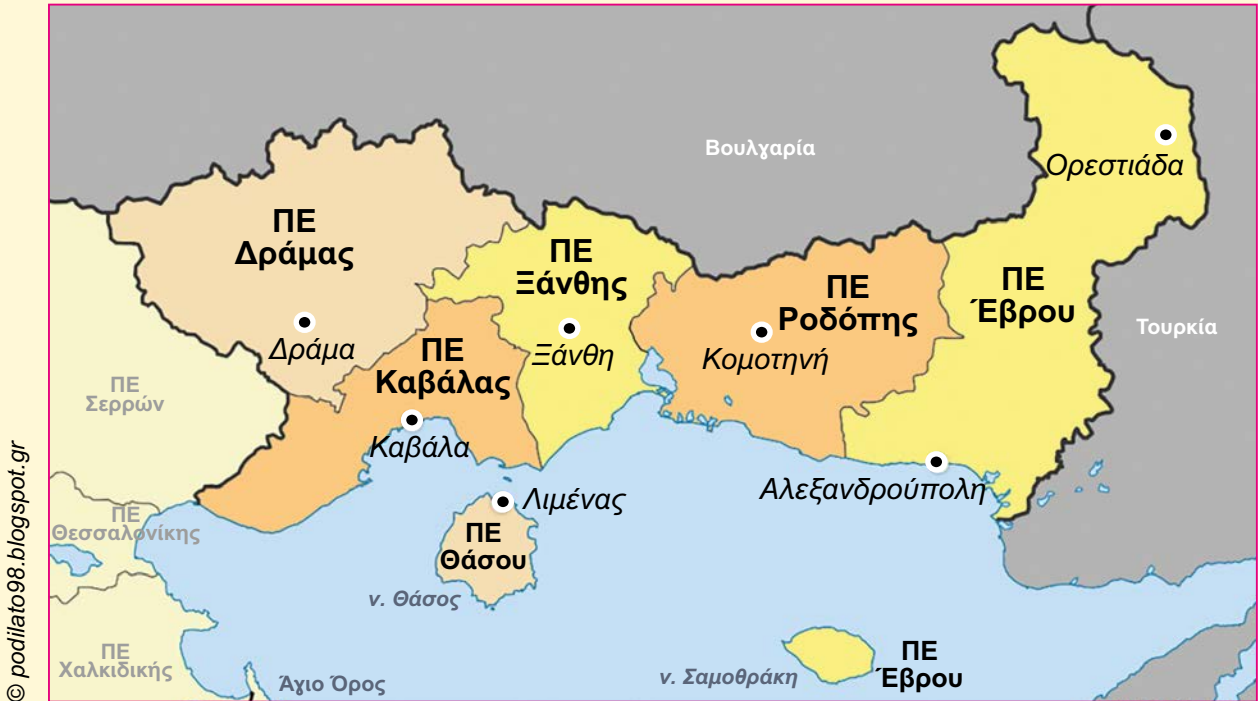 Βουλγαρία
Ορεστιάδα
ΠΕ
Δράμας
ΠΕ
Ξάνθης
ΠΕ
Ροδόπης
ΠΕ
Έβρου
Τουρκία
Δράμα
ΠΕ
Καβάλας
Ξάνθη
Κομοτηνή
ΠΕ
Σερρών
Καβάλα
Λιμένας
Αλεξανδρούπολη
ΠΕ
Θεσσαλονίκης
ΠΕ
Θάσου
ν. Θάσος
ΠΕ
Χαλκιδικής
Άγιο Όρος
ν. Σαμοθράκη
ΠΕ
Έβρου
© podilato98.blogspot.gr